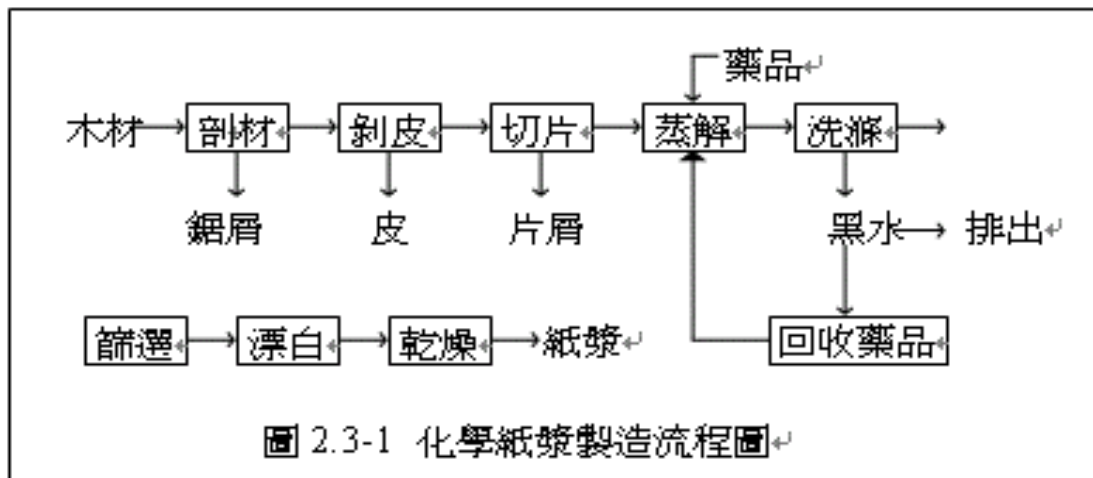 藥品
木材 剖材 剝皮 切片 蒸解 洗滌
鋸屑 皮 片屑 黑水 排出
篩選 漂白 乾燥 紙漿 回收藥品
圖 2.3-1 化學紙漿製造流程圖